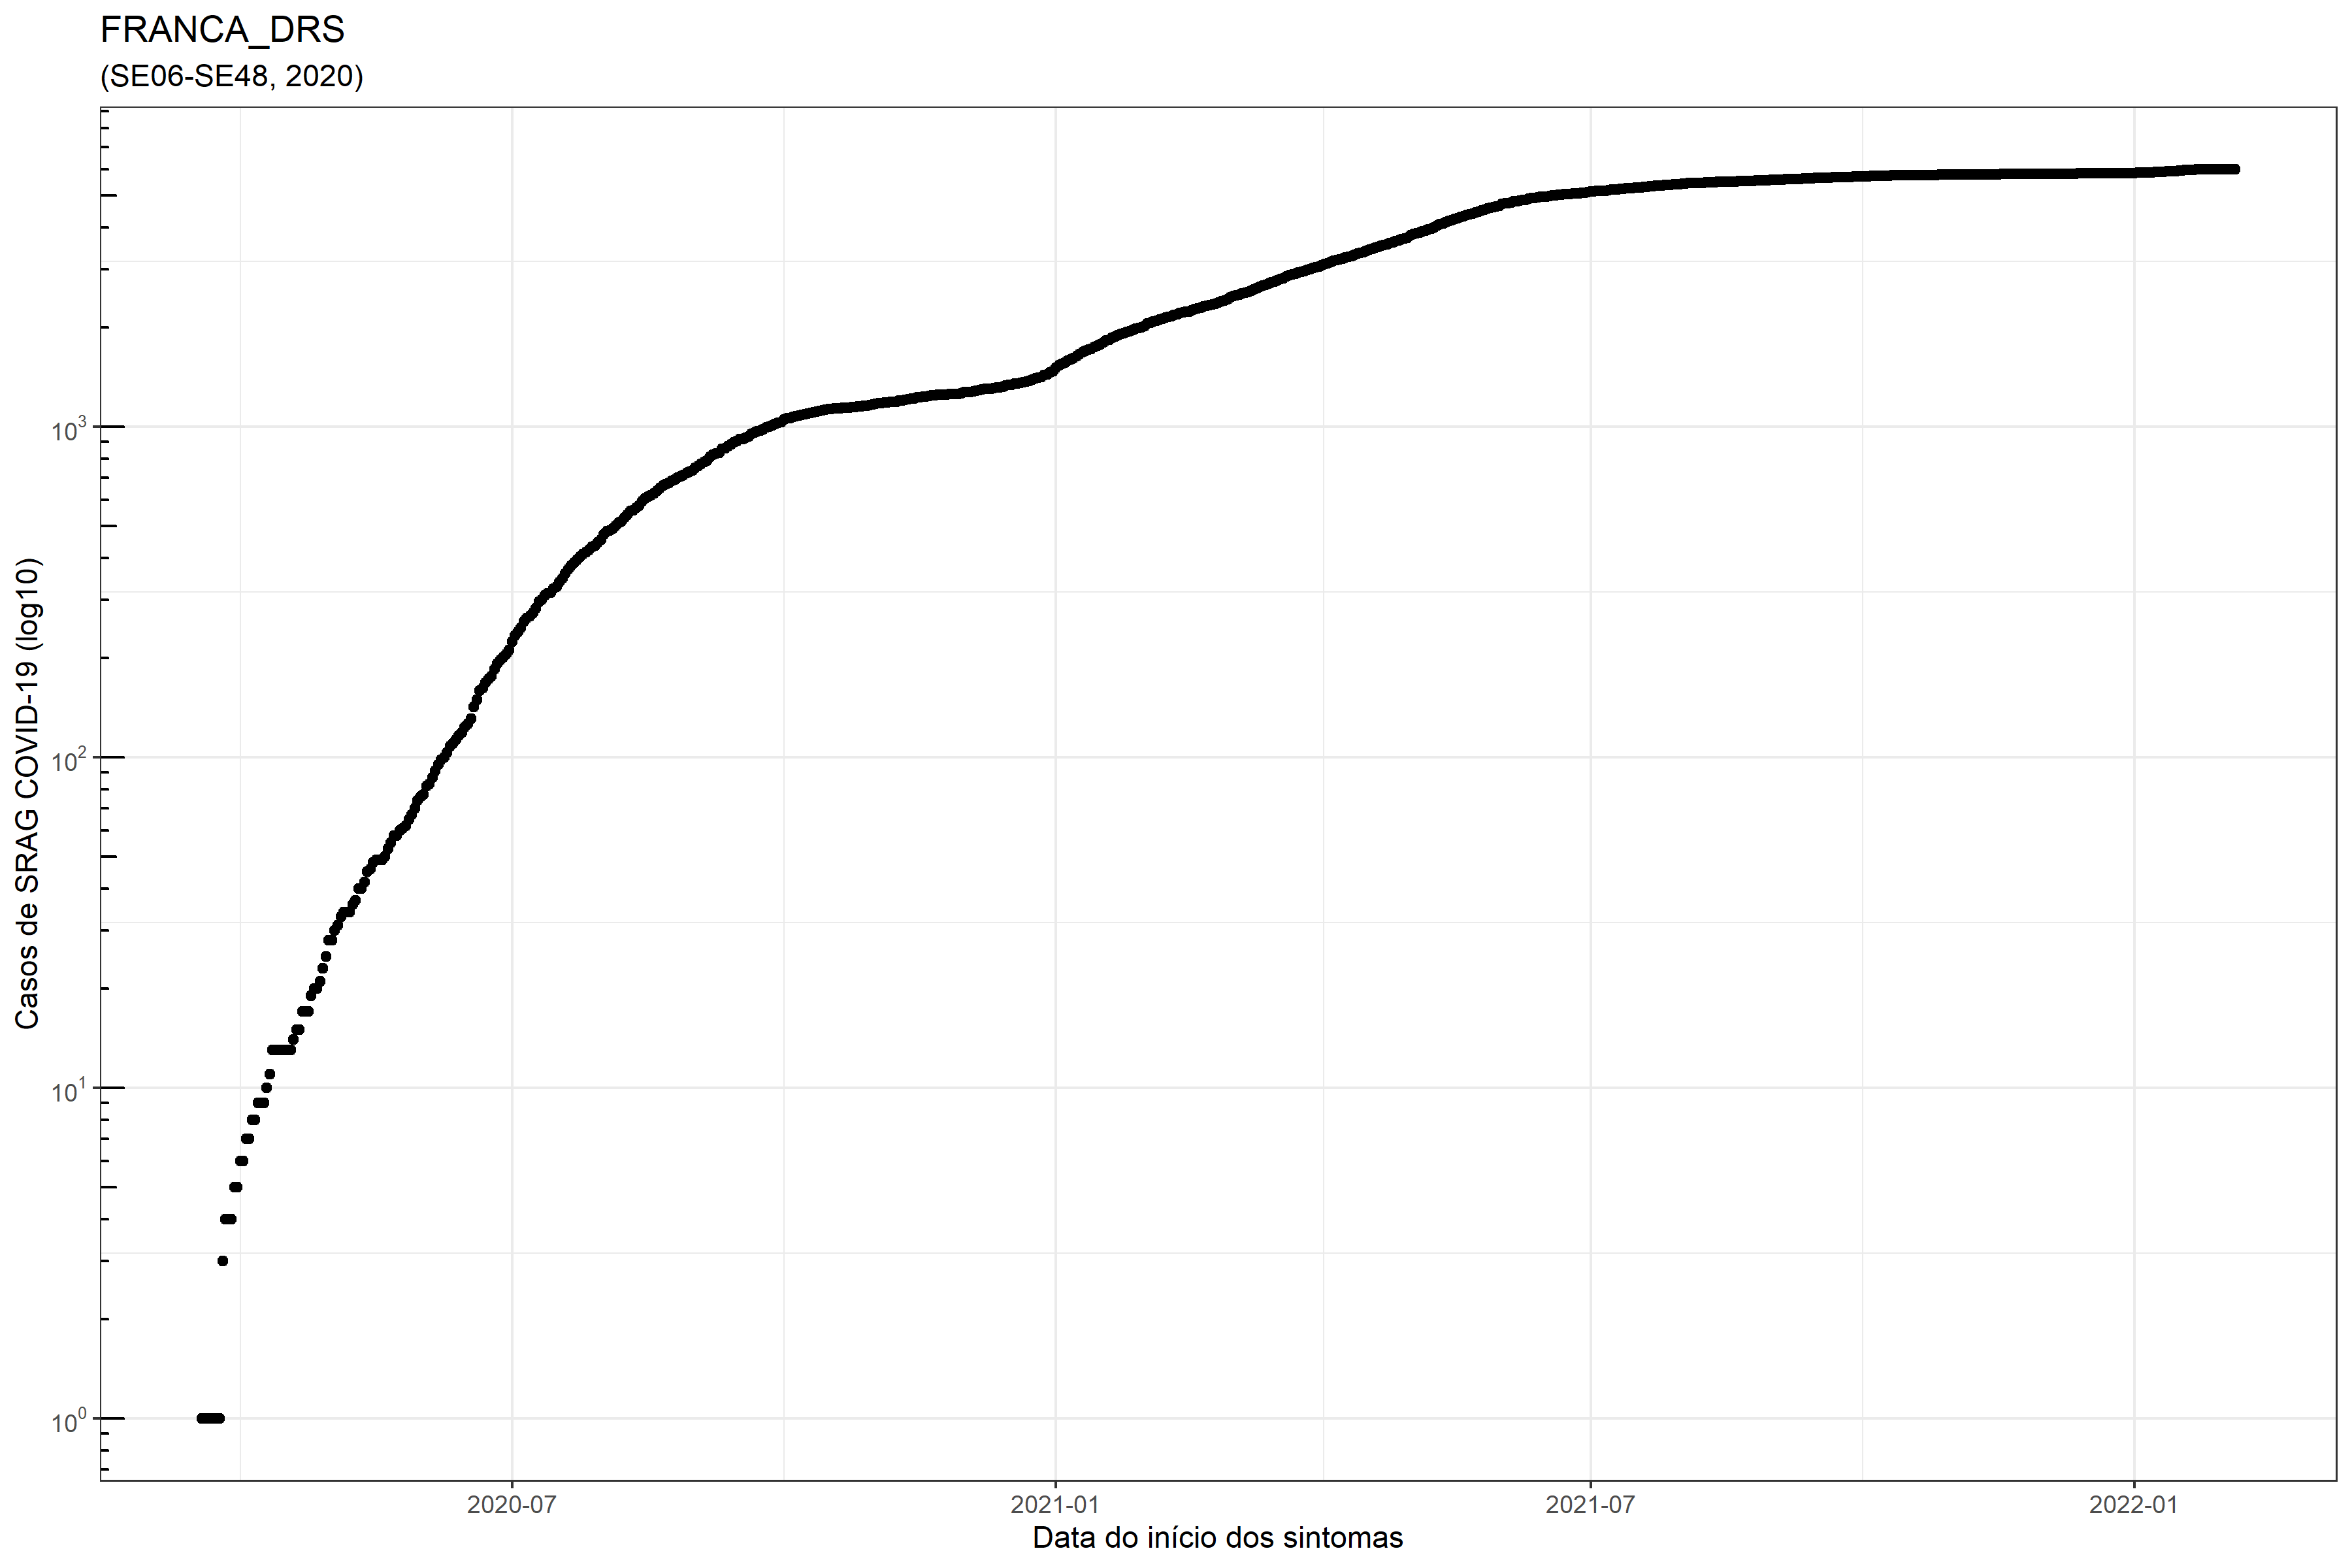 FRANCA_DRS
(SE06-SE48, 2020)
Casos de SRAG COVID-19 (log10)
10³
10²
10¹
10⁰
2020-07 2021-01 2021-07 2022-01
Data do início dos sintomas